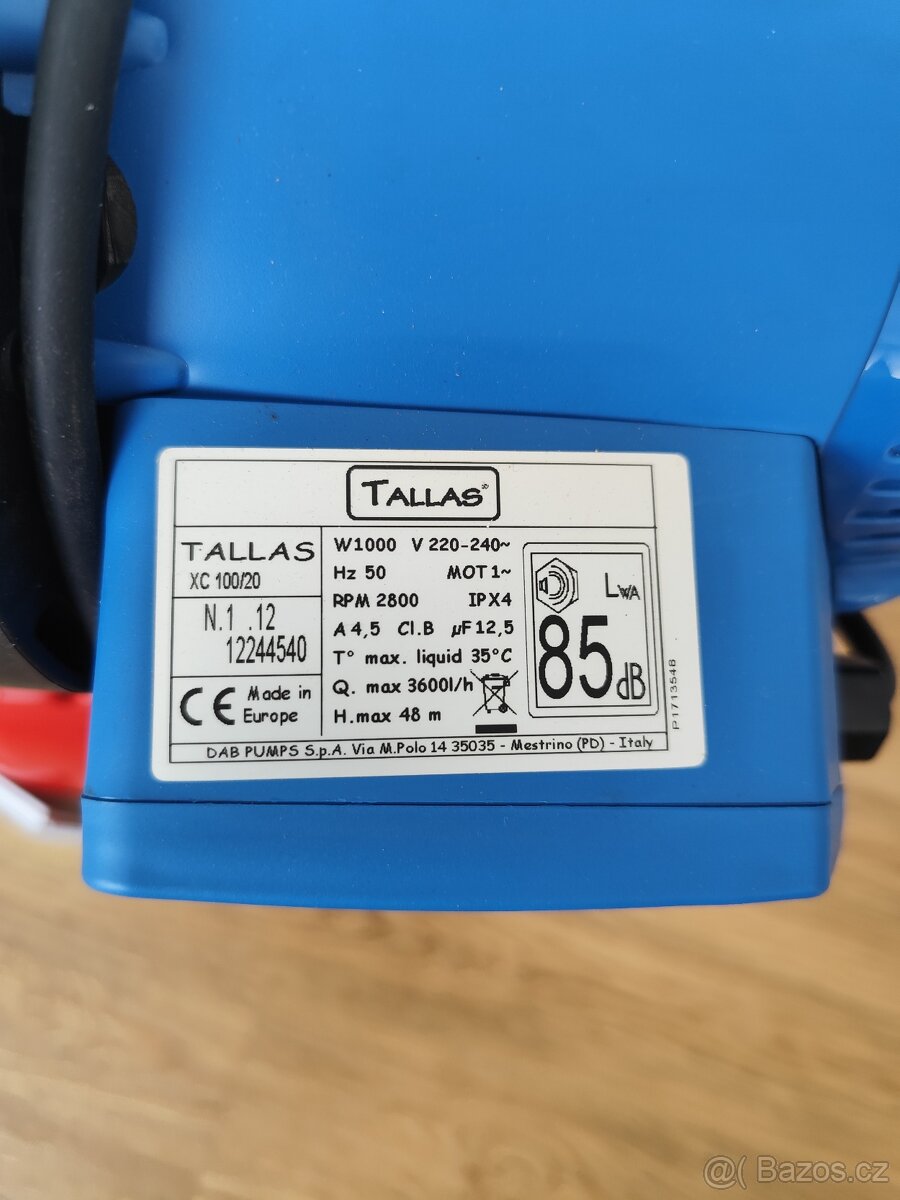 TALLAS®
TALLAS
XC 100/20
N.1 .12
12244540
CE Made in
Europe
W1000 V 220-240~
Hz 50 MOT 1~
RPM 2800 IPX4
A 4,5 Cl.B µF 12,5
T° max. liquid 35°C
Q. max 3600l/h
H.max 48 m
LWA
85 dB
P1713548
DAB PUMPS S.p.A. Via M.Polo 14 35035 - Mestrino (PD) - Italy
@( Bazos.cz